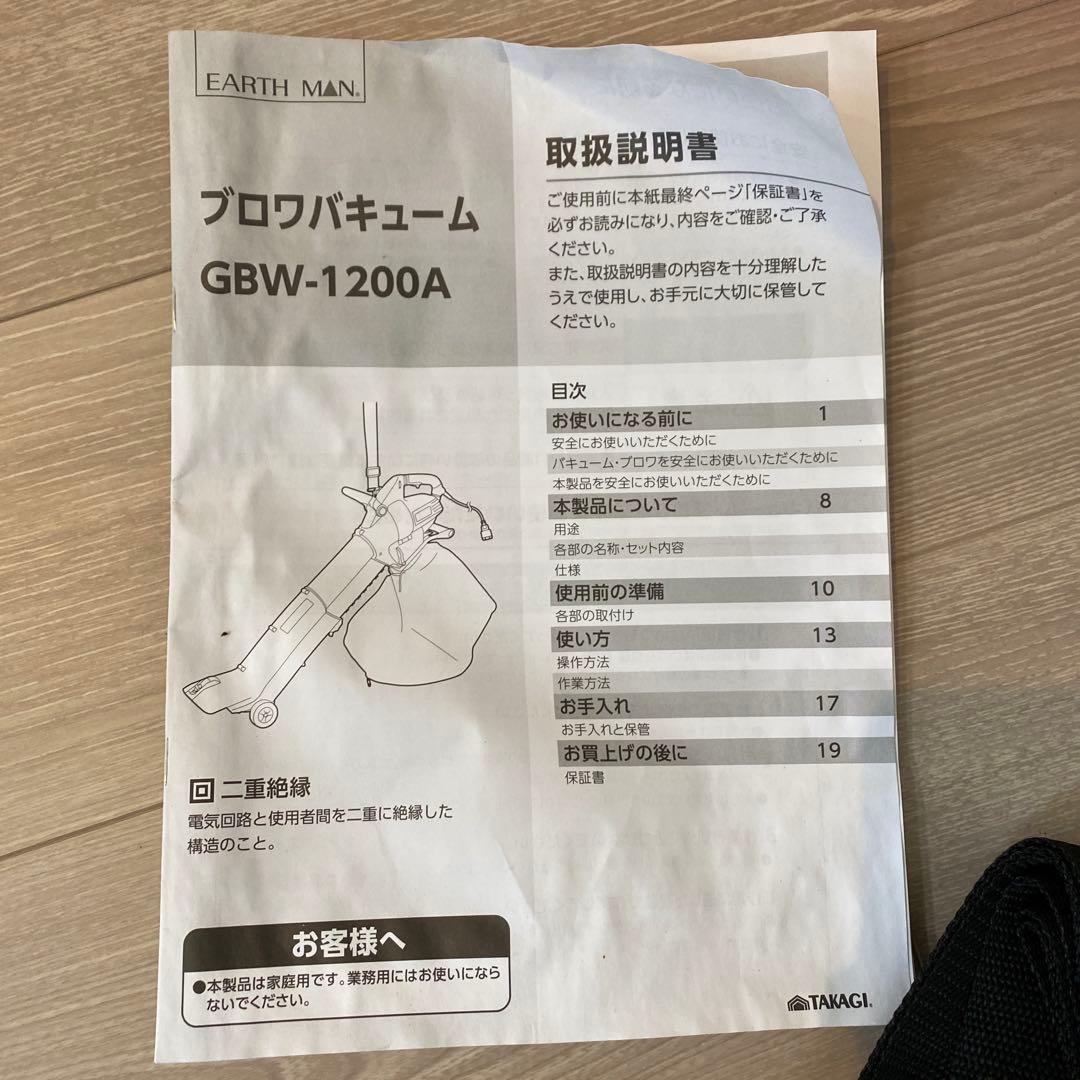 EARTH MAN®
ブロワバキューム
GBW-1200A
取扱説明書
ご使用前に本紙最終ページ「保証書」を
必ずお読みになり、内容をご確認・ご了承
ください。
また、取扱説明書の内容を十分理解した
うえで使用し、お手元に大切に保管して
ください。
目次
お使いになる前に 1
安全にお使いいただくために
バキューム・ブロワを安全にお使いいただくために
本製品を安全にお使いいただくために
本製品について 8
用途
各部の名称・セット内容
仕様
使用前の準備 10
各部の取付け
使い方 13
操作方法
作業方法
お手入れ 17
お手入れと保管
お買上げの後に 19
保証書
二重絶縁
電気回路と使用者間を二重に絶縁した
構造のこと。
お客様へ
●本製品は家庭用です。業務用にはお使いになら
ないでください。
TAKAGI®